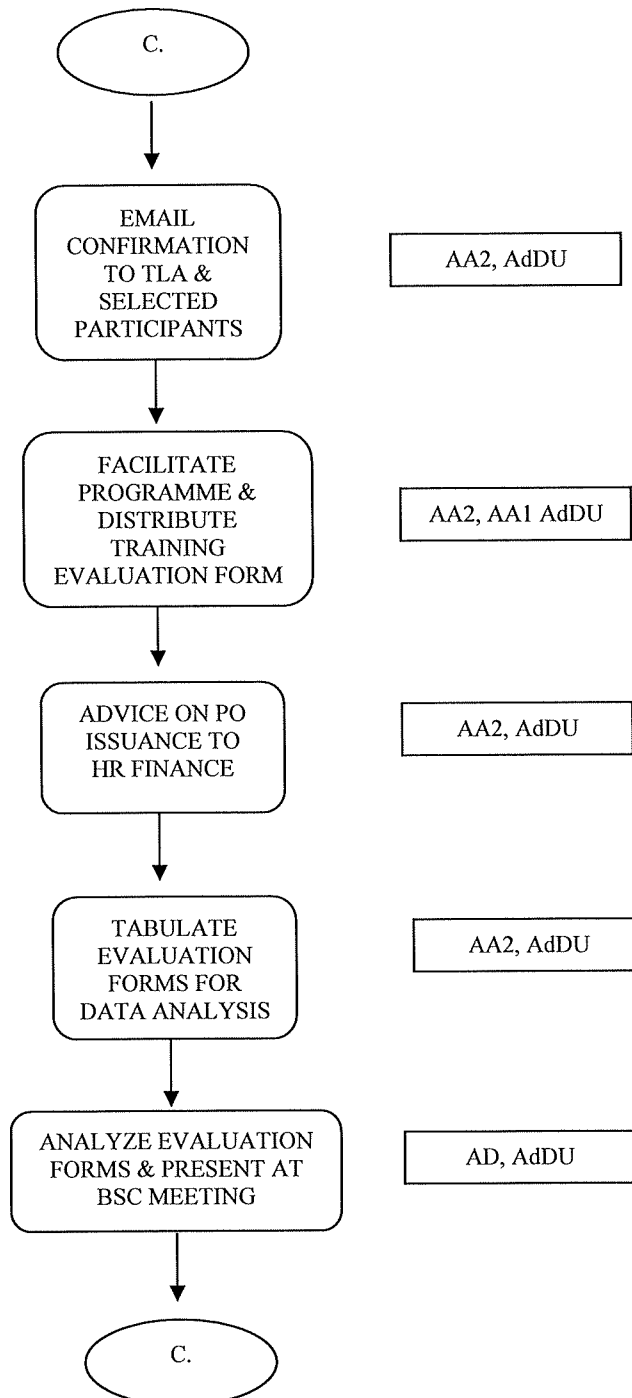 C.
EMAIL
CONFIRMATION
TO TLA &
SELECTED
PARTICIPANTS
AA2, AdDU
FACILITATE
PROGRAMME &
DISTRIBUTE
TRAINING
EVALUATION FORM
AA2, AA1 AdDU
ADVICE ON PO
ISSUANCE TO
HR FINANCE
AA2, AdDU
TABULATE
EVALUATION
FORMS FOR
DATA ANALYSIS
AA2, AdDU
ANALYZE EVALUATION
FORMS & PRESENT AT
BSC MEETING
AD, AdDU
C.